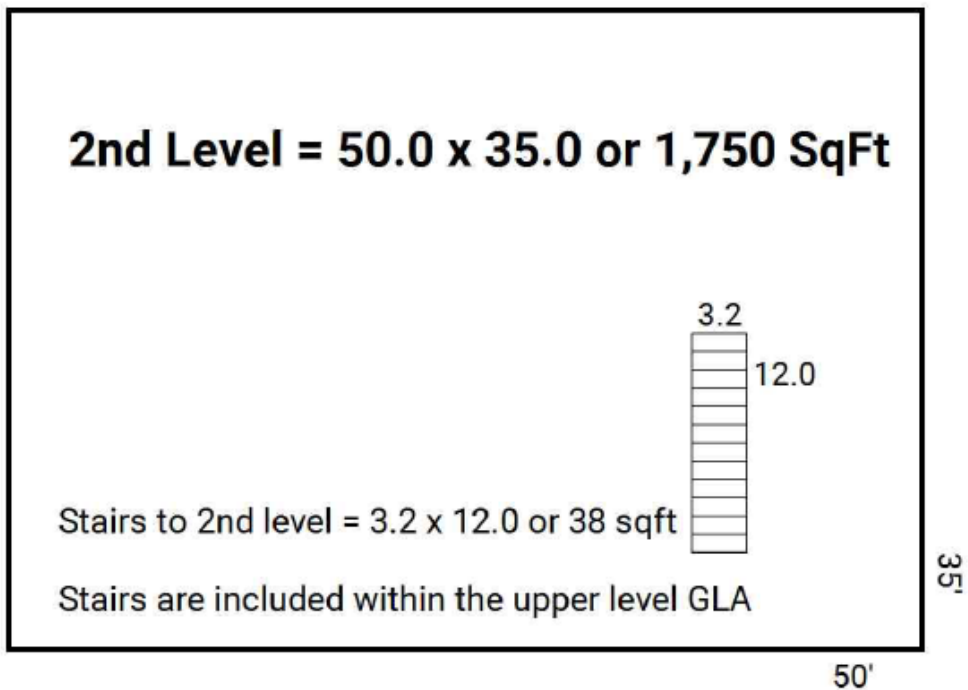 2nd Level = 50.0 x 35.0 or 1,750 SqFt
3.2
12.0
Stairs to 2nd level = 3.2 x 12.0 or 38 sqft
Stairs are included within the upper level GLA
35'
50'